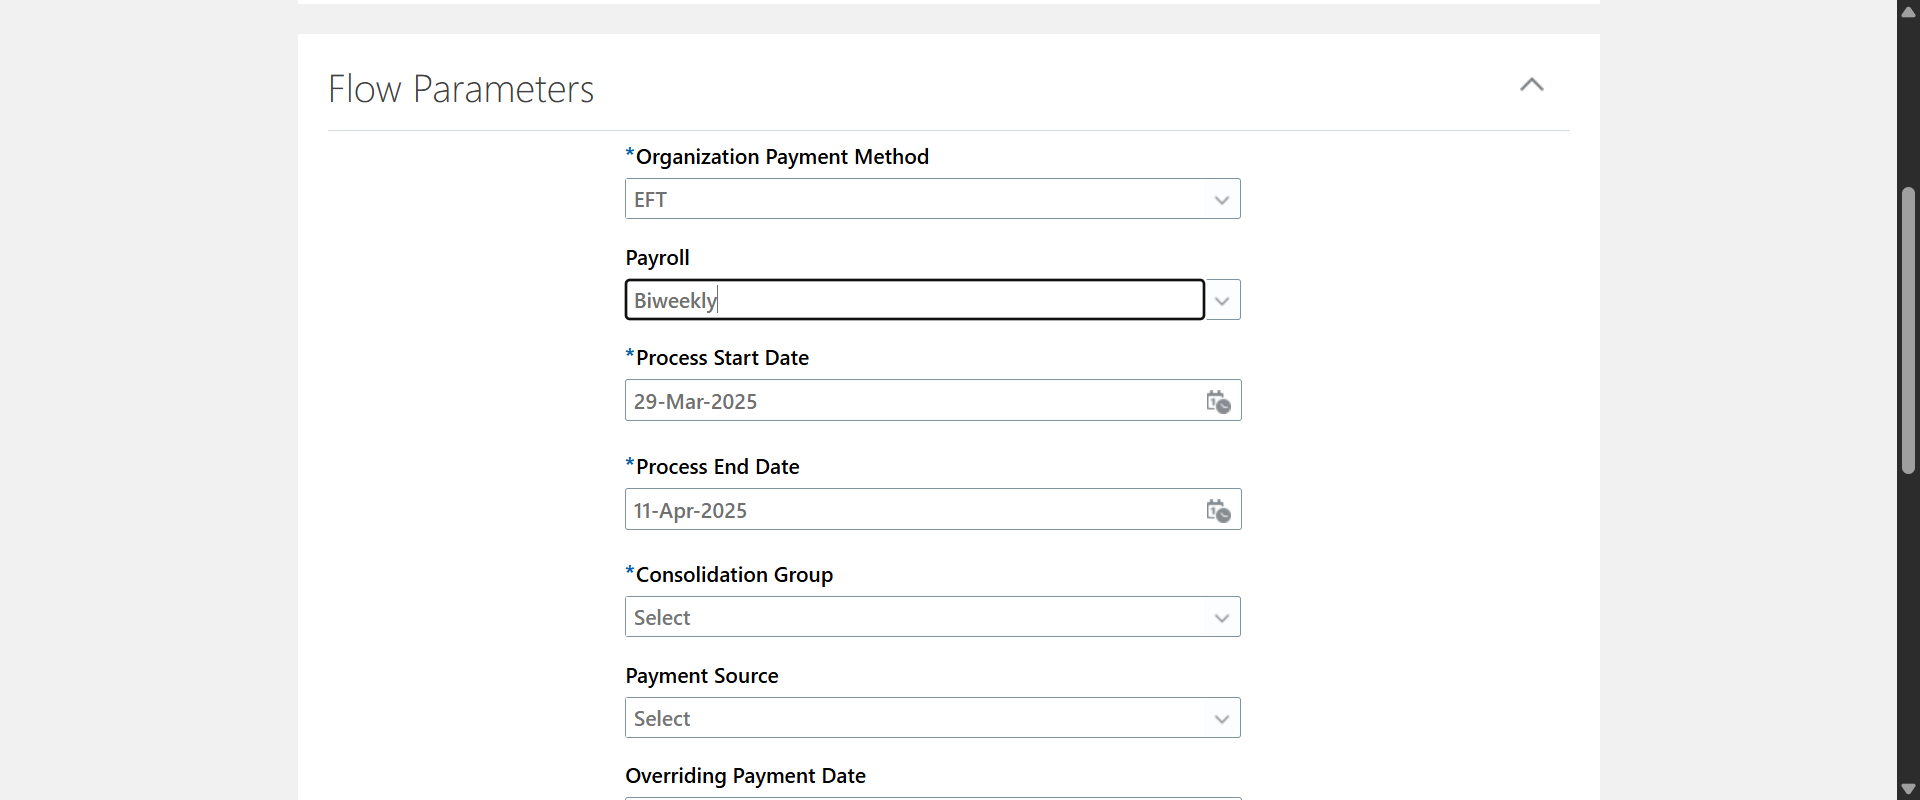 Flow Parameters
*Organization Payment Method
EFT
Payroll
Biweekly
*Process Start Date
29-Mar-2025
*Process End Date
11-Apr-2025
*Consolidation Group
Select
Payment Source
Select
Overriding Payment Date